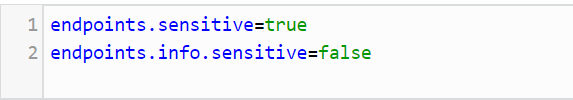 1 endpoints.sensitive=true
2 endpoints.info.sensitive=false